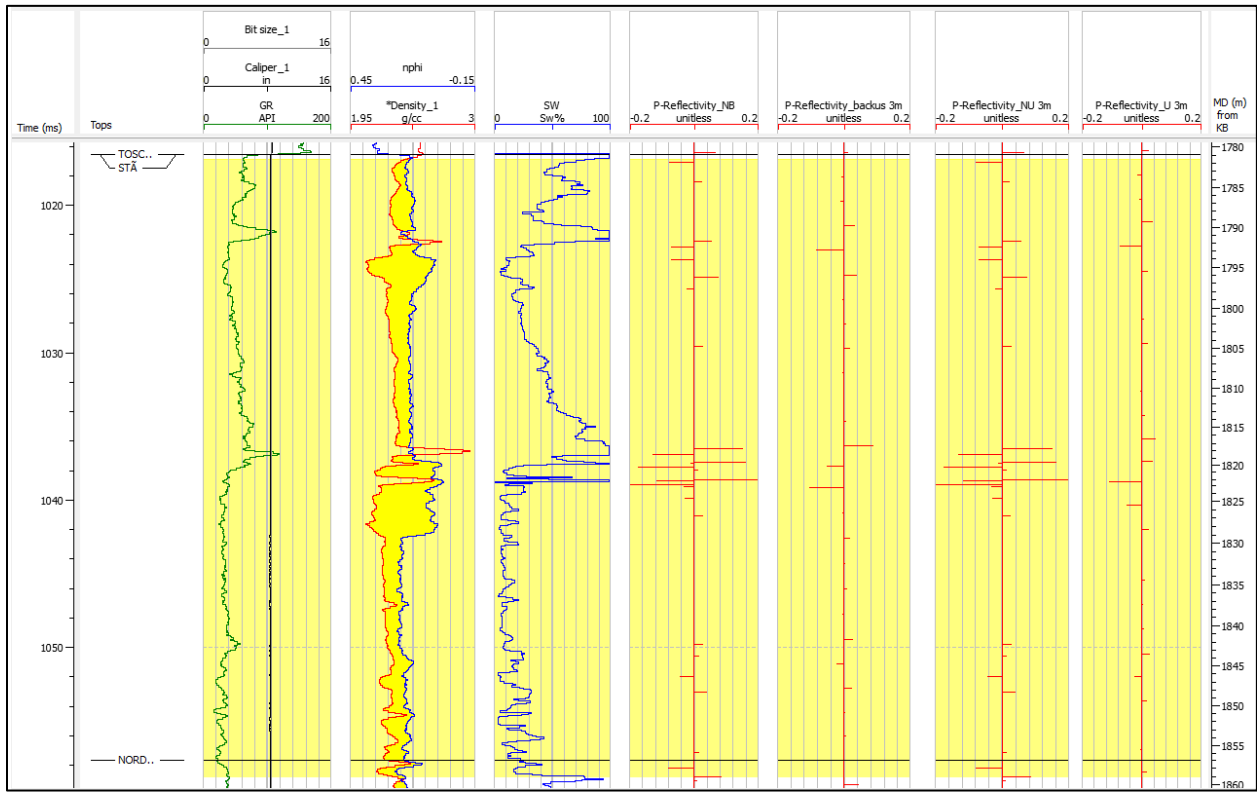 Bit size_1
0 16
Caliper_1
0 in 16
nphi
0.45 -0.15
GR
0 API 200
*Density_1
1.95 g/cc 3
SW
0 Sw% 100
P-Reflectivity_NB
-0.2 unitless 0.2
P-Reflectivity_backus 3m
-0.2 unitless 0.2
P-Reflectivity_NU 3m
-0.2 unitless 0.2
P-Reflectivity_U 3m
-0.2 unitless 0.2
MD (m)
from
KB
Time (ms)
Tops
TOSC..
STÃ
NORD..
1020
1030
1040
1050
1780
1785
1790
1795
1800
1805
1810
1815
1820
1825
1830
1835
1840
1845
1850
1855
1860